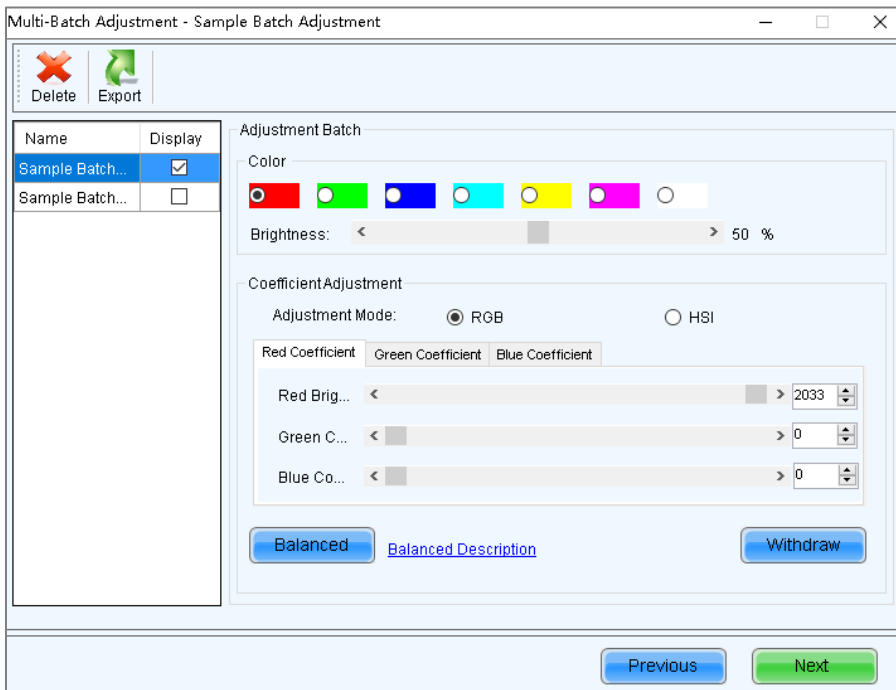 Multi-Batch Adjustment - Sample Batch Adjustment
Delete Export
Name Display
Sample Batch...
Sample Batch...
Adjustment Batch
Color
Brightness: 50 %
Coefficient Adjustment
Adjustment Mode: RGB HSI
Red Coefficient Green Coefficient Blue Coefficient
Red Brig... 2033
Green C... 0
Blue Co... 0
Balanced Balanced Description Withdraw
Previous Next